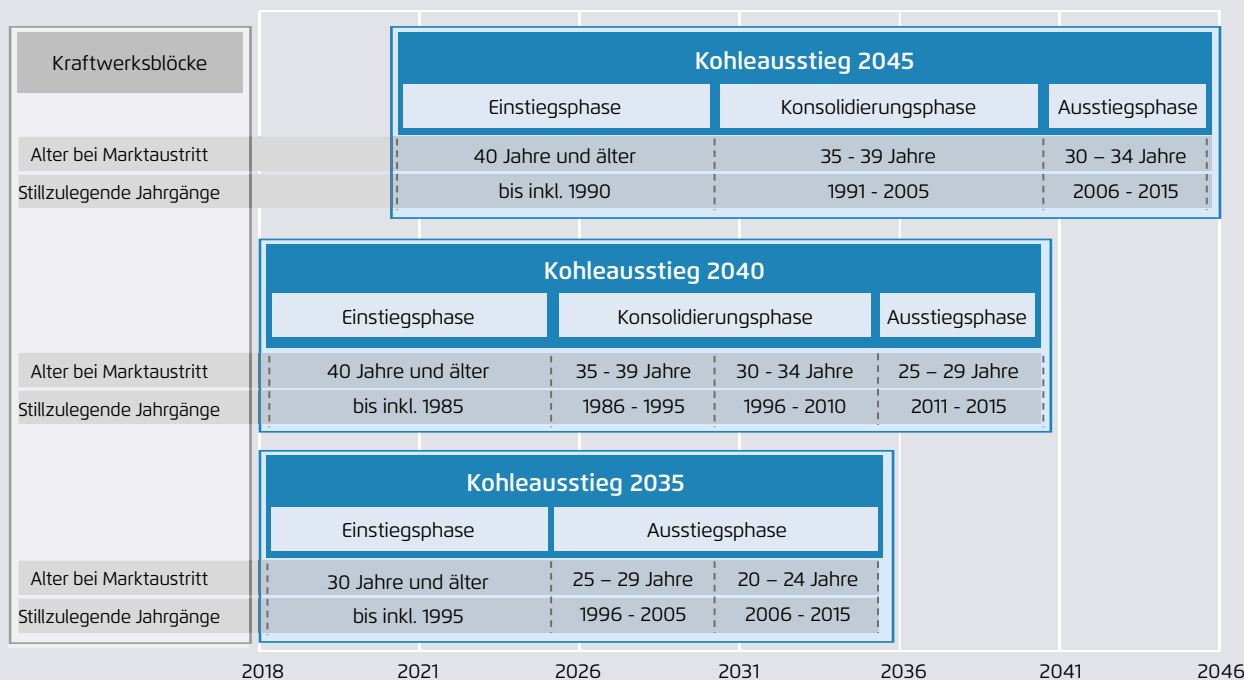 Kraftwerksblöcke
Kohleausstieg 2045
Einstiegsphase Konsolidierungsphase Ausstiegsphase
Alter bei Marktaustritt 40 Jahre und älter 35 - 39 Jahre 30 – 34 Jahre
Stillzulegende Jahrgänge bis inkl. 1990 1991 - 2005 2006 - 2015
Kohleausstieg 2040
Einstiegsphase Konsolidierungsphase Ausstiegsphase
Alter bei Marktaustritt 40 Jahre und älter 35 - 39 Jahre 30 - 34 Jahre 25 – 29 Jahre
Stillzulegende Jahrgänge bis inkl. 1985 1986 - 1995 1996 - 2010 2011 - 2015
Kohleausstieg 2035
Einstiegsphase Ausstiegsphase
Alter bei Marktaustritt 30 Jahre und älter 25 – 29 Jahre 20 – 24 Jahre
Stillzulegende Jahrgänge bis inkl. 1995 1996 - 2005 2006 - 2015
2018 2021 2026 2031 2036 2041 2046